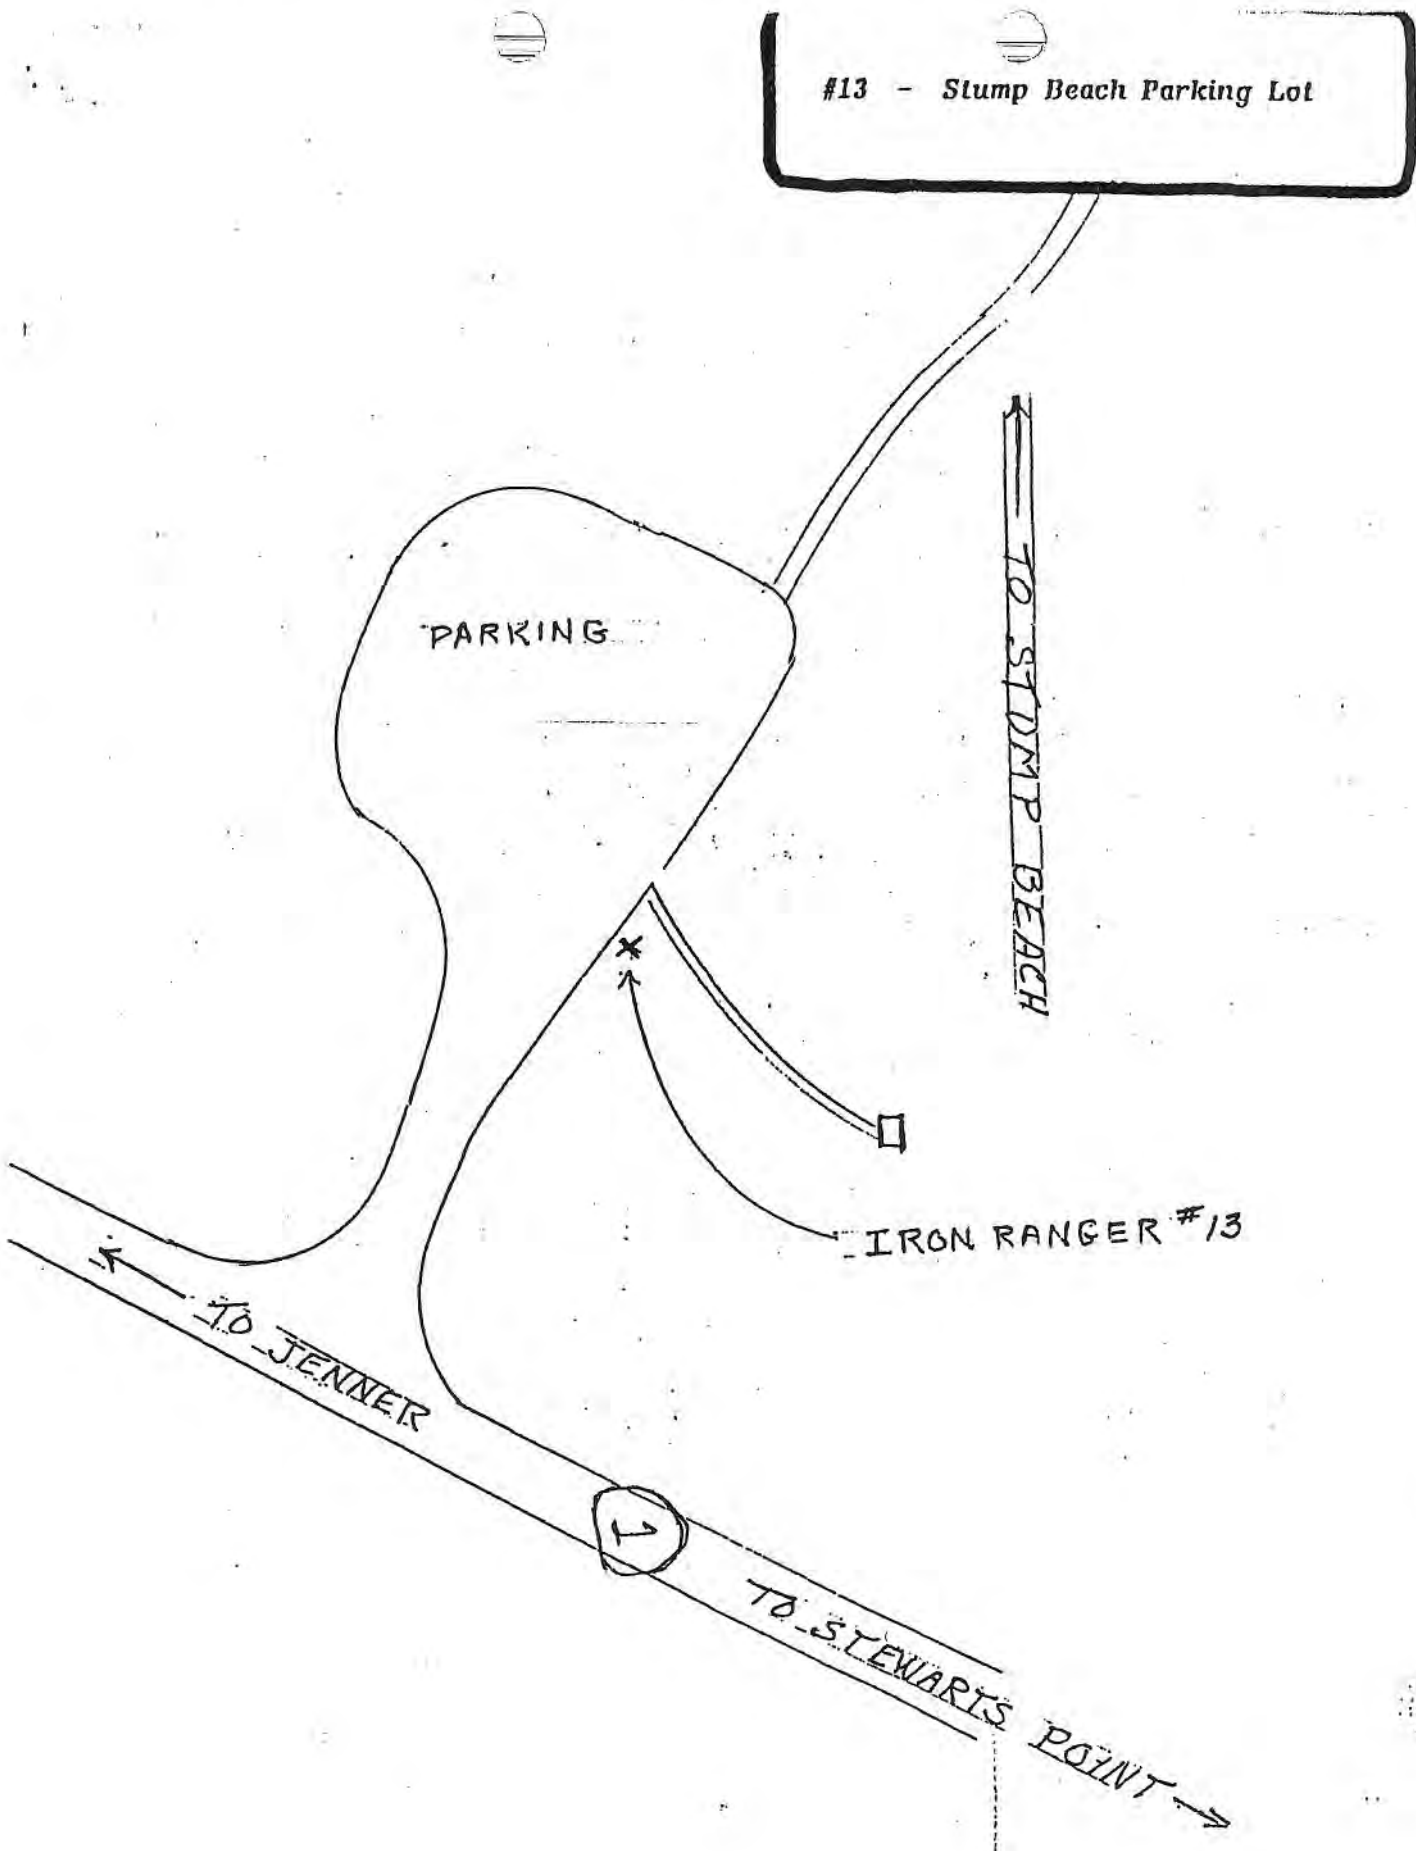 #13 - Stump Beach Parking Lot
TO STUMP BEACH
PARKING
IRON RANGER #13
TO JENNER
1
TO STEWARTS POINT